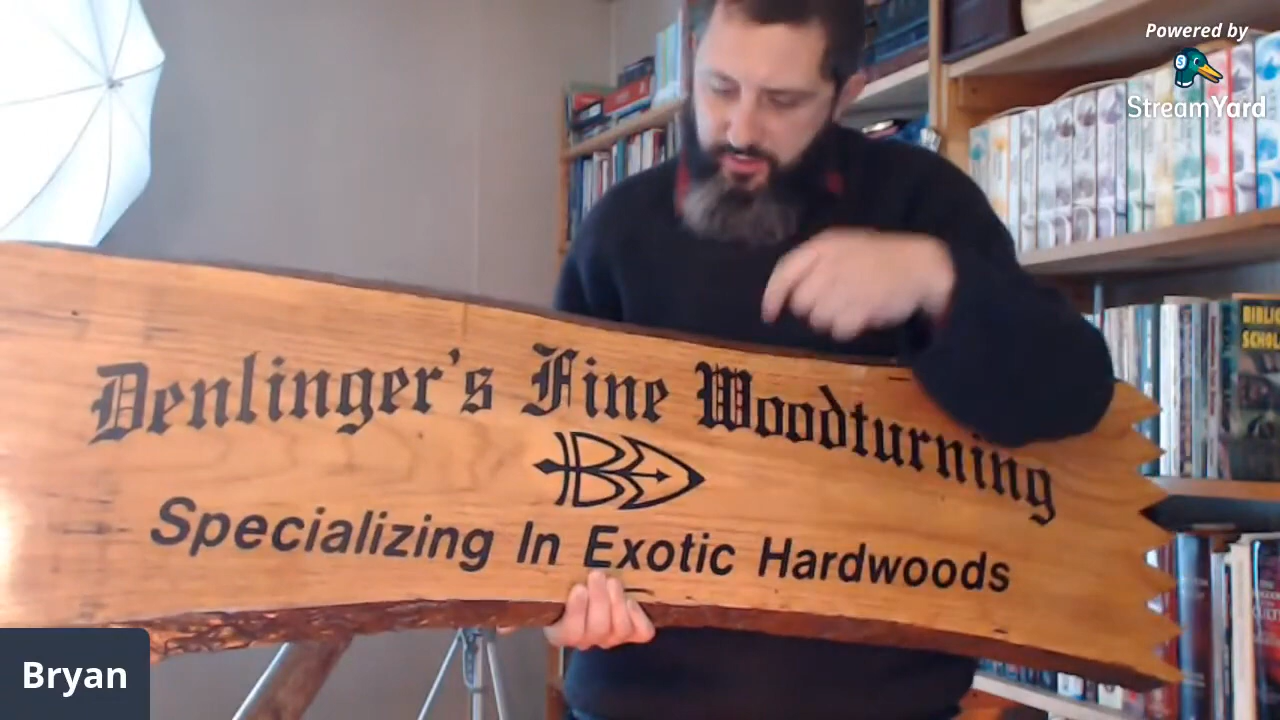 Powered by
StreamYard
Denlinger's Fine Woodturning
Specializing In Exotic Hardwoods
Bryan